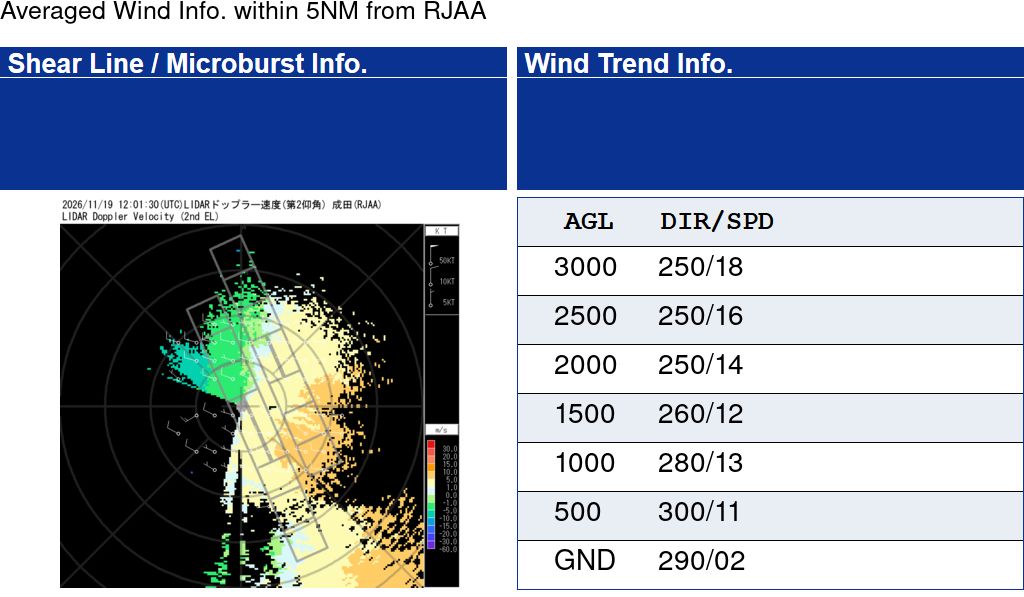 Averaged Wind Info. within 5NM from RJAA
Shear Line / Microburst Info.
Wind Trend Info.
2026/11/19 12:01:30(UTC)LIDARドップラー速度(第2仰角) 成田(RJAA)
LIDAR Doppler Velocity (2nd EL)
K T
50KT
10KT
5KT
m/s
30.0
20.0
15.0
10.0
5.0
1.0
0.0
-1.0
-5.0
-10.0
-15.0
-20.0
-30.0
-60.0
AGL DIR/SPD
3000 250/18
2500 250/16
2000 250/14
1500 260/12
1000 280/13
500 300/11
GND 290/02